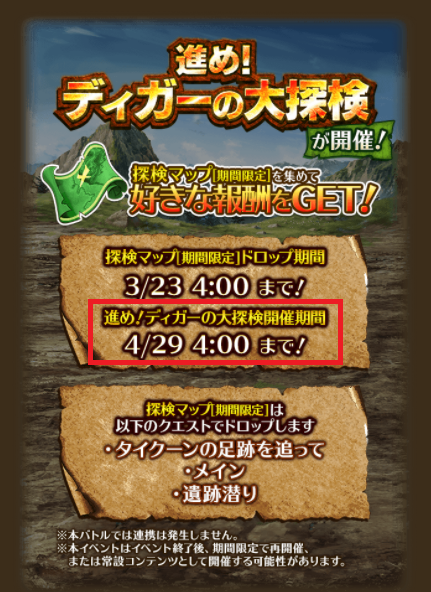 進め!
ディガーの大探検
が開催!
探検マップ[期間限定]を集めて
好きな報酬をGET!
探検マップ[期間限定]ドロップ期間
3/23 4:00 まで!
進め!ディガーの大探検開催期間
4/29 4:00 まで!
探検マップ[期間限定]は
以下のクエストでドロップします
・タイクーンの足跡を追って
・メイン
・遺跡潜り
※本バトルでは連携は発生しません。
※本イベントはイベント終了後、期間限定で再開催、
または常設コンテンツとして開催する可能性があります。